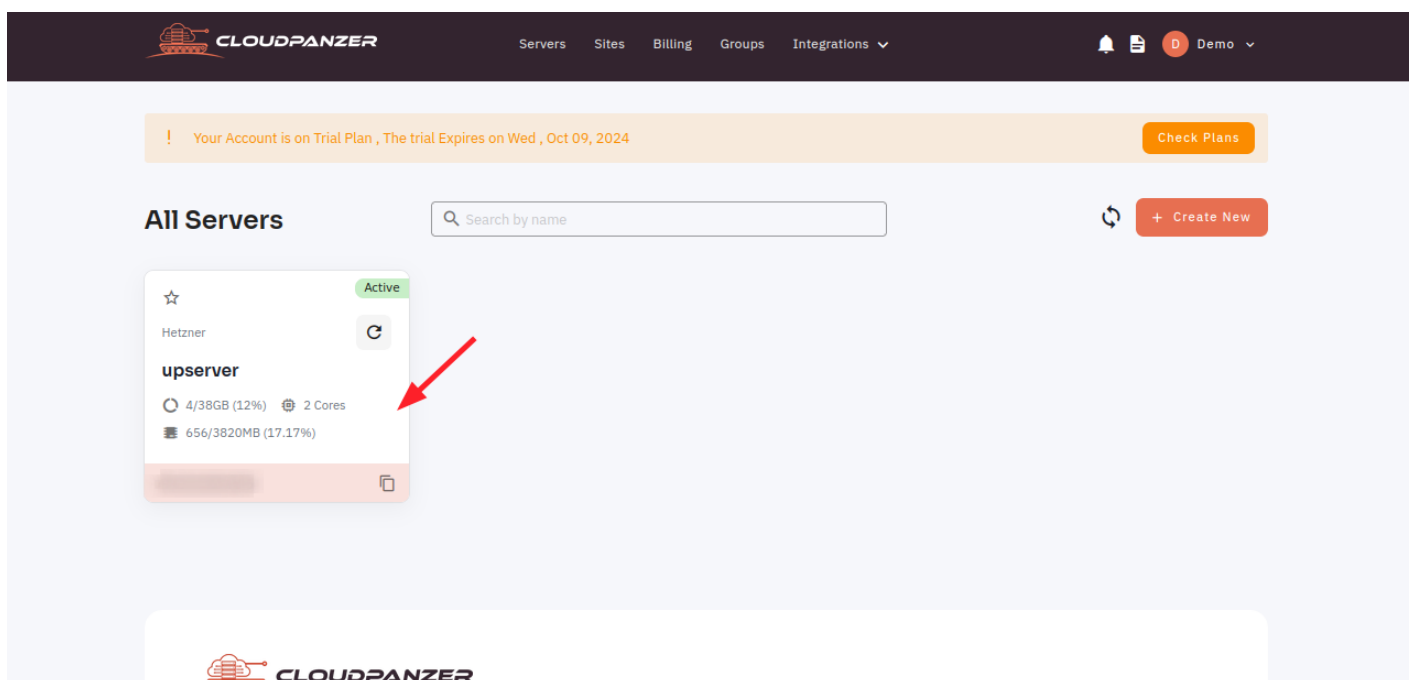 CLOUDPANZER
Servers Sites Billing Groups Integrations
D Demo
! Your Account is on Trial Plan , The trial Expires on Wed , Oct 09, 2024
Check Plans
All Servers
Search by name
+ Create New
Active
Hetzner
upserver
4/38GB (12%) 2 Cores
656/3820MB (17.17%)
CLOUDPANZER